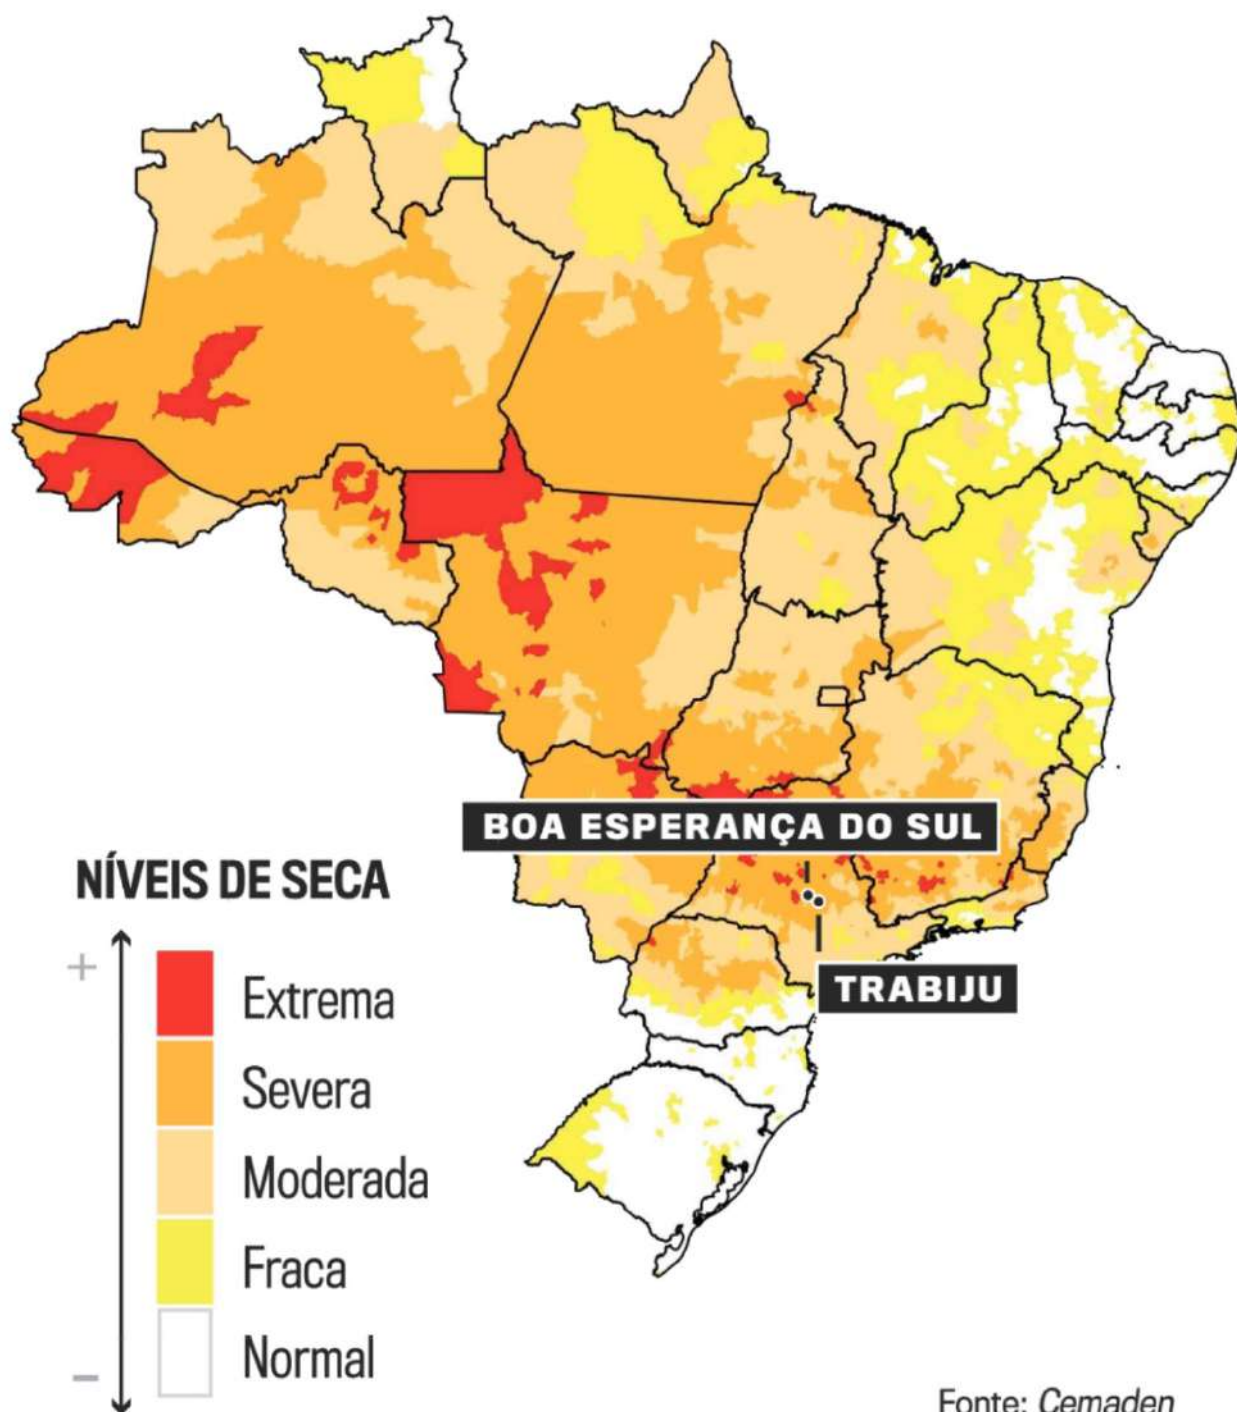 BOA ESPERANÇA DO SUL
TRABIJU
NÍVEIS DE SECA
+
Extrema
Severa
Moderada
Fraca
Normal
−
Fonte: Cemaden